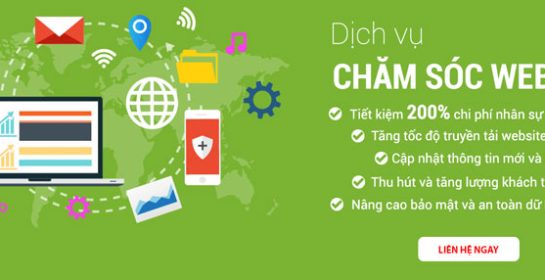 Dịch vụ
CHĂM SÓC WEB
Tiết kiệm 200% chi phí nhân sự
Tăng tốc độ truyền tải website
Cập nhật thông tin mới và
Thu hút và tăng lượng khách t
Nâng cao bảo mật và an toàn dữ
LIÊN HỆ NGAY